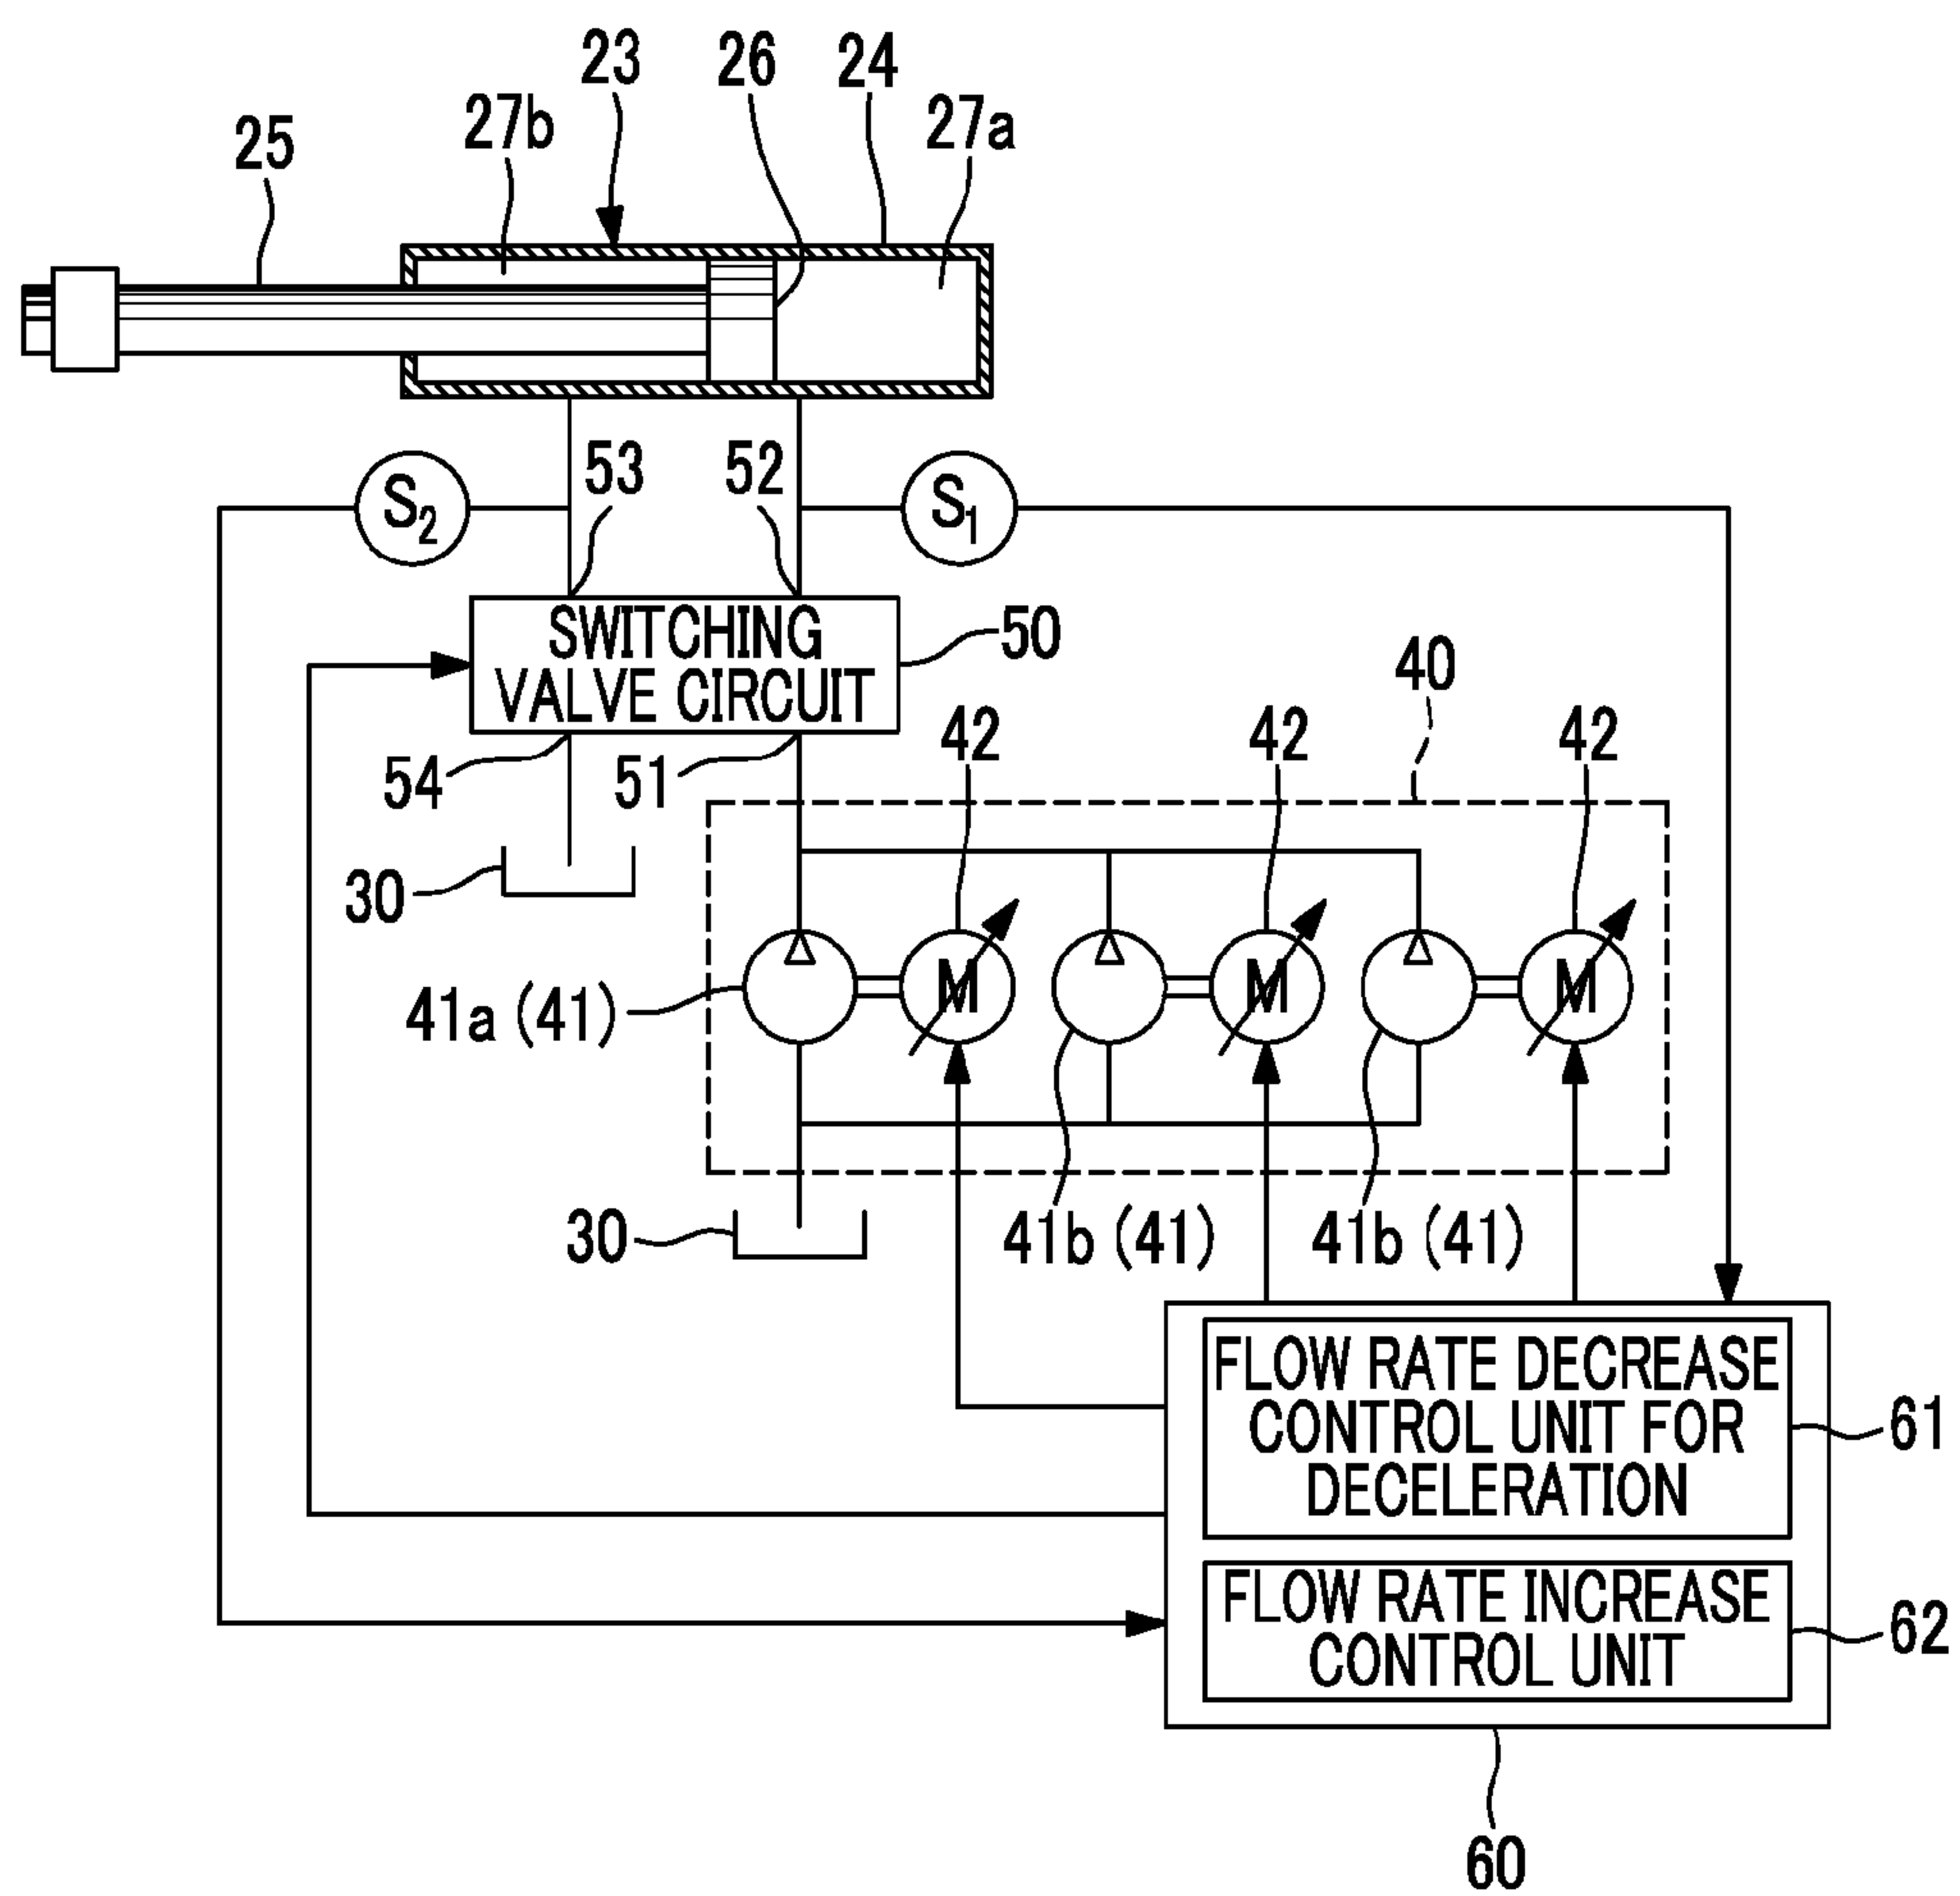 23
26
24
27b
27a
25
53
52
S2
S1
SWITCHING
VALVE CIRCUIT
50
40
54
51
42
42
42
30
M
M
M
41a (41)
30
41b (41)
41b (41)
FLOW RATE DECREASE
CONTROL UNIT FOR
DECELERATION
61
FLOW RATE INCREASE
CONTROL UNIT
62
60